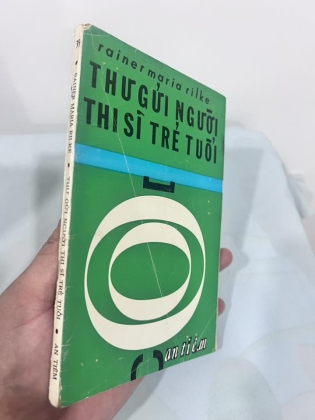 rainer maria rilke
THƯ GỬI NGƯỜI
THI SĨ TRẺ TUỔI
an tiêm
RAINER MARIA RILKE • THƯ GỬI NGƯỜI THI SĨ TRẺ TUỔI • AN TIÊM